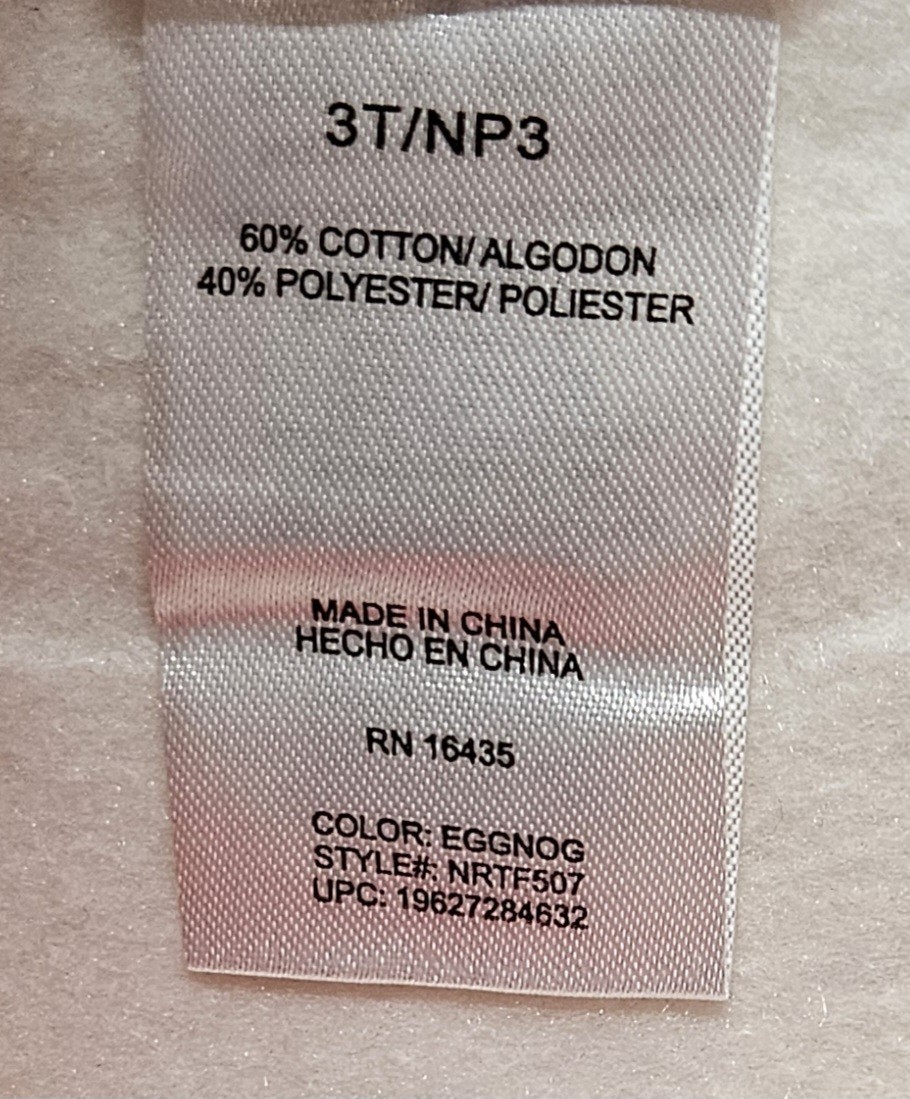 3T/NP3
60% COTTON/ ALGODON
40% POLYESTER/ POLIESTER
MADE IN CHINA
HECHO EN CHINA
RN 16435
COLOR: EGGNOG
STYLE#: NRTF507
UPC: 19627284632